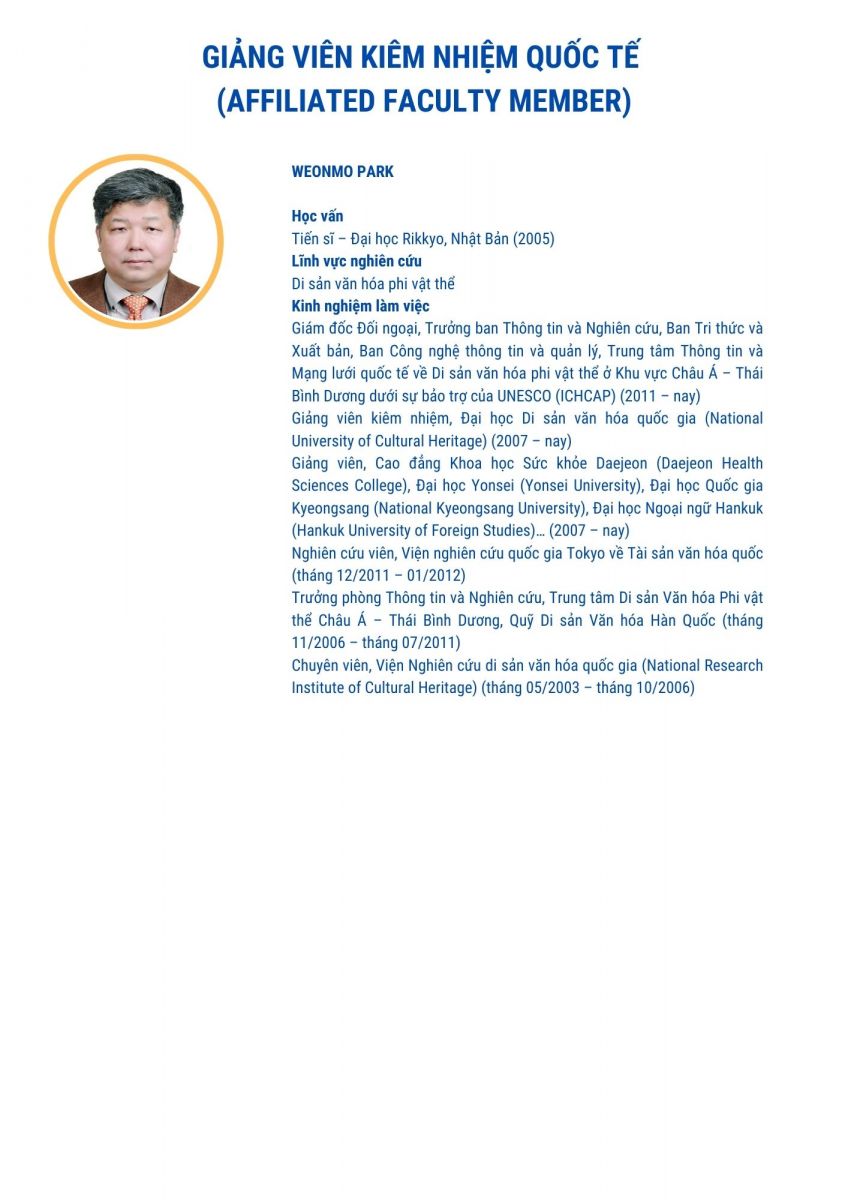 GIẢNG VIÊN KIÊM NHIỆM QUỐC TẾ
(AFFILIATED FACULTY MEMBER)
WEONMO PARK
Học vấn
Tiến sĩ – Đại học Rikkyo, Nhật Bản (2005)
Lĩnh vực nghiên cứu
Di sản văn hóa phi vật thể
Kinh nghiệm làm việc
Giám đốc Đối ngoại, Trưởng ban Thông tin và Nghiên cứu, Ban Tri thức và
Xuất bản, Ban Công nghệ thông tin và quản lý, Trung tâm Thông tin và
Mạng lưới quốc tế về Di sản văn hóa phi vật thể ở Khu vực Châu Á – Thái
Bình Dương dưới sự bảo trợ của UNESCO (ICHCAP) (2011 – nay)
Giảng viên kiêm nhiệm, Đại học Di sản văn hóa quốc gia (National
University of Cultural Heritage) (2007 – nay)
Giảng viên, Cao đẳng Khoa học Sức khỏe Daejeon (Daejeon Health
Sciences College), Đại học Yonsei (Yonsei University), Đại học Quốc gia
Kyeongsang (National Kyeongsang University), Đại học Ngoại ngữ Hankuk
(Hankuk University of Foreign Studies)… (2007 – nay)
Nghiên cứu viên, Viện nghiên cứu quốc gia Tokyo về Tài sản văn hóa quốc
(tháng 12/2011 – 01/2012)
Trưởng phòng Thông tin và Nghiên cứu, Trung tâm Di sản Văn hóa Phi vật
thể Châu Á – Thái Bình Dương, Quỹ Di sản Văn hóa Hàn Quốc (tháng
11/2006 – tháng 07/2011)
Chuyên viên, Viện Nghiên cứu di sản văn hóa quốc gia (National Research
Institute of Cultural Heritage) (tháng 05/2003 – tháng 10/2006)